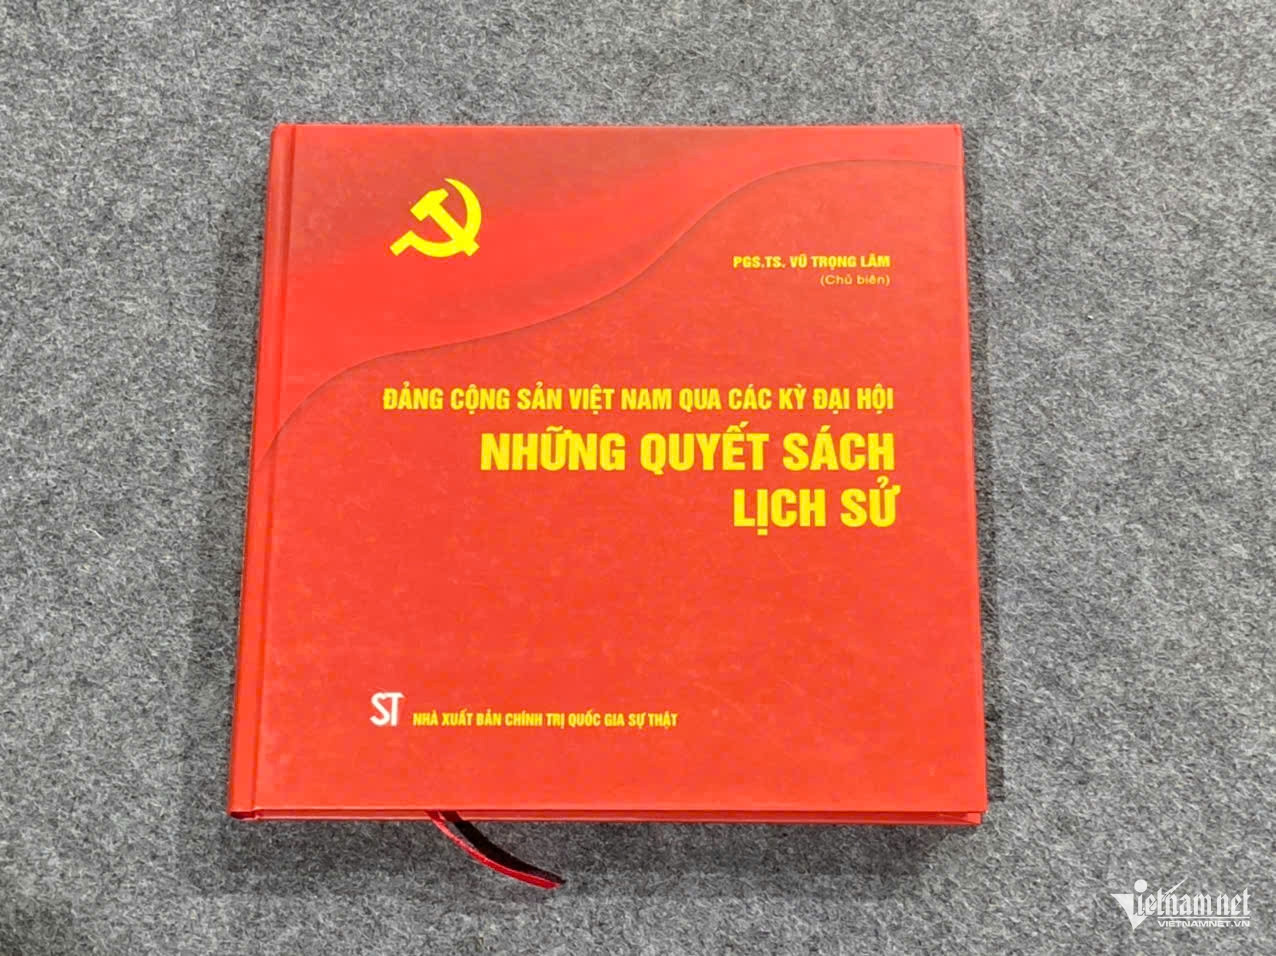 PGS.TS. VŨ TRỌNG LÂM
(Chủ biên)
ĐẢNG CỘNG SẢN VIỆT NAM QUA CÁC KỲ ĐẠI HỘI
NHỮNG QUYẾT SÁCH
LỊCH SỬ
ST NHÀ XUẤT BẢN CHÍNH TRỊ QUỐC GIA SỰ THẬT
Vietnamnet
VIETNAMNET.VN